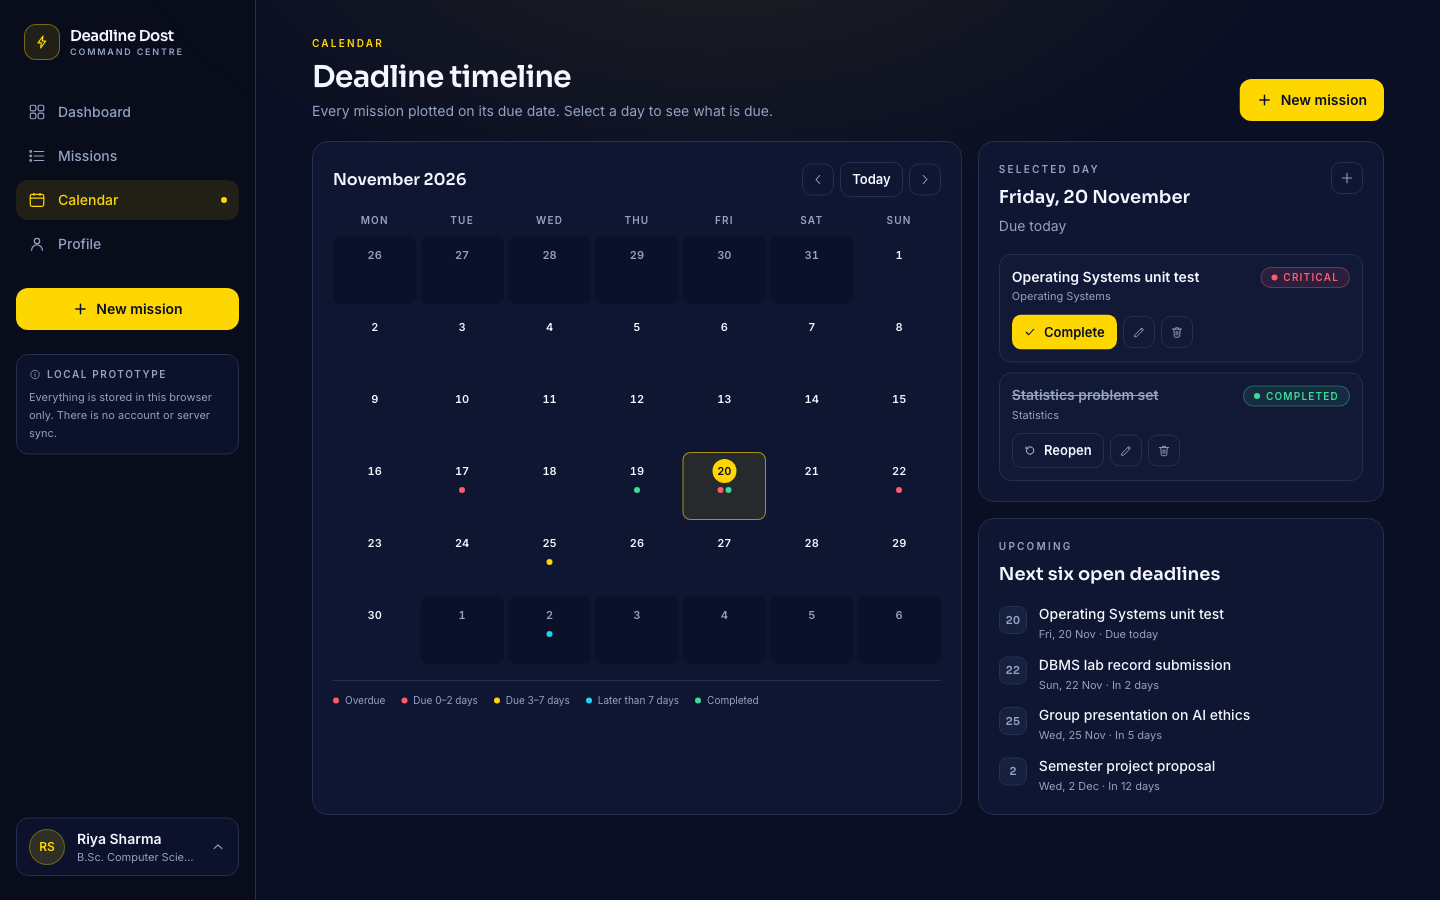 Deadline Dost
COMMAND CENTRE
Dashboard
Missions
Calendar
Profile
New mission
LOCAL PROTOTYPE
Everything is stored in this browser
only. There is no account or server
sync.
RS
Riya Sharma
B.Sc. Computer Scie...
CALENDAR
Deadline timeline
Every mission plotted on its due date. Select a day to see what is due.
New mission
November 2026
Today
MON TUE WED THU FRI SAT SUN
26 27 28 29 30 31 1
2 3 4 5 6 7 8
9 10 11 12 13 14 15
16 17 18 19 20 21 22
23 24 25 26 27 28 29
30 1 2 3 4 5 6
Overdue Due 0–2 days Due 3–7 days Later than 7 days Completed
SELECTED DAY
Friday, 20 November
Due today
Operating Systems unit test CRITICAL
Operating Systems
Complete
Statistics problem set COMPLETED
Statistics
Reopen
UPCOMING
Next six open deadlines
20 Operating Systems unit test
Fri, 20 Nov · Due today
22 DBMS lab record submission
Sun, 22 Nov · In 2 days
25 Group presentation on AI ethics
Wed, 25 Nov · In 5 days
2 Semester project proposal
Wed, 2 Dec · In 12 days